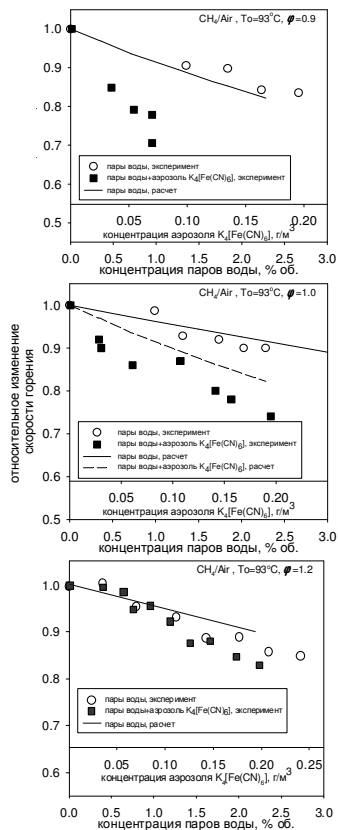 CH₄/Air , To=93°C, φ=0.9
1.0
0.9
0.8
0.7
0.6
0.5
○ пары воды, эксперимент
■ пары воды+аэрозоль K₄[Fe(CN)₆], эксперимент
— пары воды, расчет
0.05 0.10 0.15 0.20
концентрация аэрозоля K₄[Fe(CN)₆], г/м³
0.0 0.5 1.0 1.5 2.0 2.5 3.0
концентрация паров воды, % об.
относительное изменение
скорости горения
CH₄/Air , To=93°C, φ=1.0
1.0
0.9
0.8
0.7
0.6
0.5
○ пары воды, эксперимент
■ пары воды+аэрозоль K₄[Fe(CN)₆], эксперимент
— пары воды, расчет
– – пары воды+аэрозоль K₄[Fe(CN)₆], расчет
0.05 0.10 0.15 0.20
концентрация аэрозоля K₄[Fe(CN)₆], г/м³
0.0 0.5 1.0 1.5 2.0 2.5 3.0
концентрация паров воды, % об.
CH₄/Air , To=93°C, φ=1.2
1.0
0.9
0.8
0.7
0.6
○ пары воды, эксперимент
■ пары воды+аэрозоль K₄[Fe(CN)₆], эксперимент
— пары воды, расчет
0.05 0.10 0.15 0.20 0.25
концентрация аэрозоля K₄[Fe(CN)₆], г/м³
0.0 0.5 1.0 1.5 2.0 2.5 3.0
концентрация паров воды, % об.